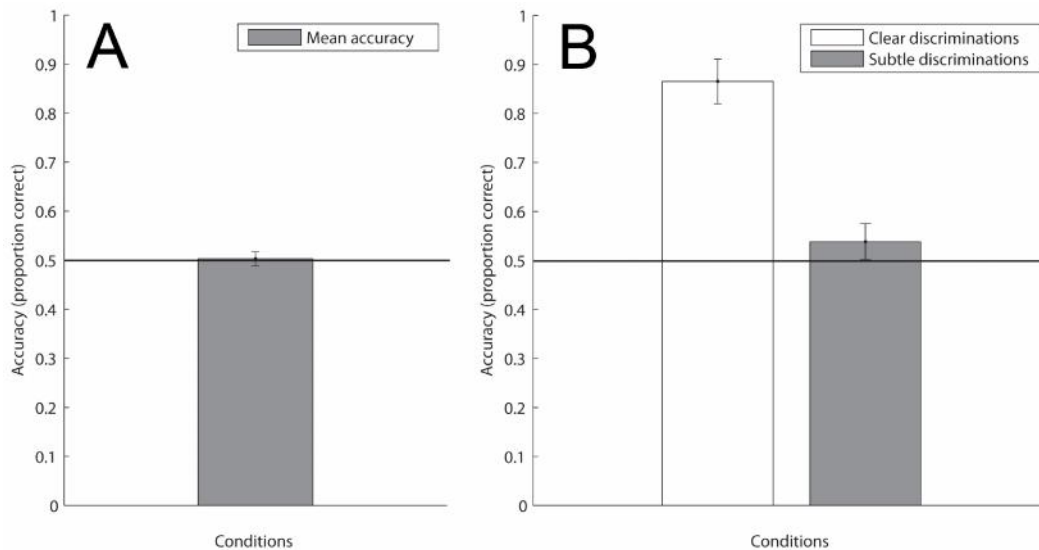 A
Mean accuracy
Accuracy (proportion correct)
1
0.9
0.8
0.7
0.6
0.5
0.4
0.3
0.2
0.1
0
Conditions
B
Clear discriminations
Subtle discriminations
Accuracy (proportion correct)
1
0.9
0.8
0.7
0.6
0.5
0.4
0.3
0.2
0.1
0
Conditions